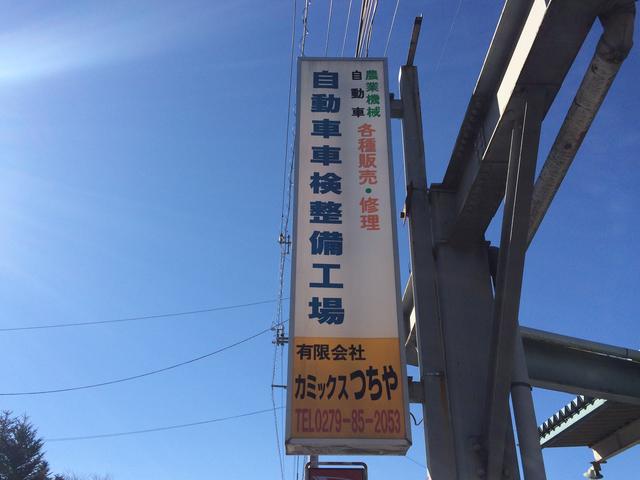 農業機械
自動車
各種販売・修理
自動車車検整備工場
有限会社
カミックスつちや
TEL0279-85-2053